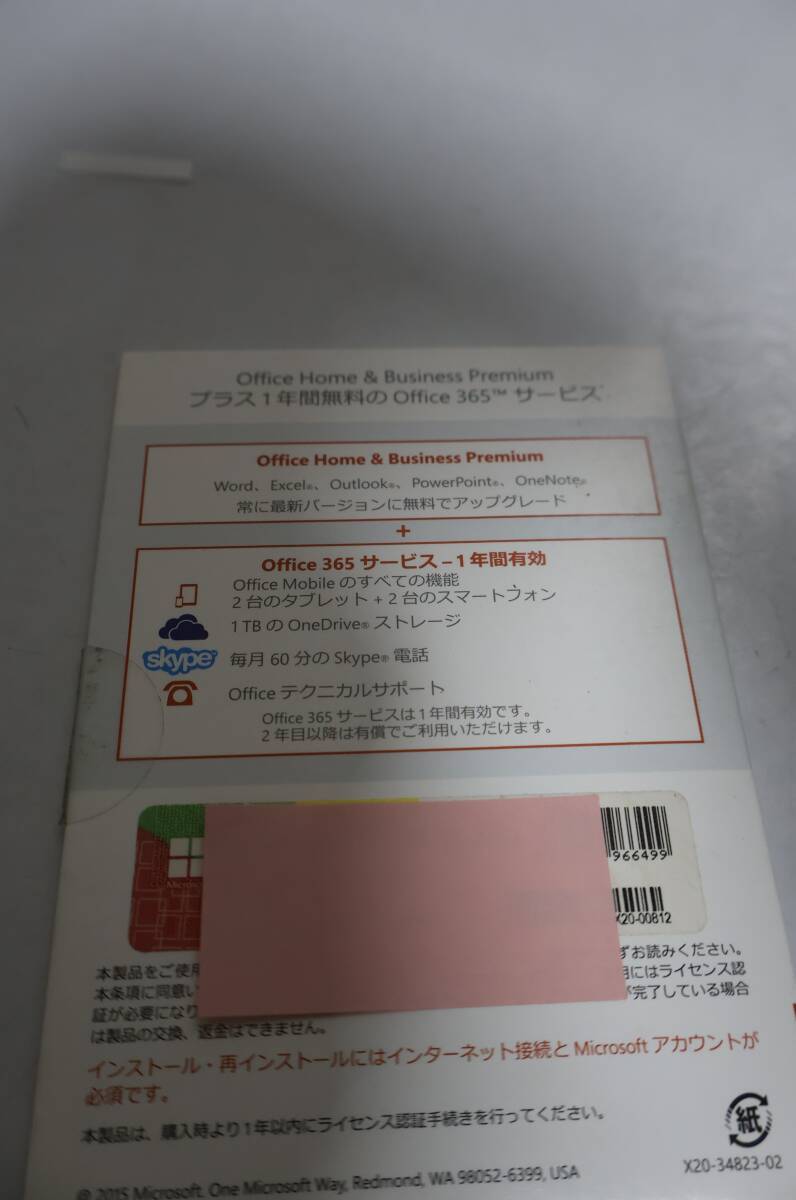 Office Home & Business Premium
プラス1年間無料の Office 365™ サービス
Office Home & Business Premium
Word、Excel®、Outlook®、PowerPoint®、OneNote®
常に最新バージョンに無料でアップグレード
+
Office 365 サービス – 1 年間有効
Office Mobile のすべての機能
2 台のタブレット + 2 台のスマートフォン
1 TB の OneDrive® ストレージ
skype 毎月 60 分の Skype® 電話
Office テクニカルサポート
Office 365 サービスは 1 年間有効です。
2 年目以降は有償でご利用いただけます。
966499
Micros
X20-00812
本製品をご使用 ずお読みください。
本条項に同意い 用にはライセンス認
証が必要になり が完了している場合
は製品の交換、返金はできません。
インストール・再インストールにはインターネット接続と Microsoft アカウントが
必須です。
本製品は、購入時より1年以内にライセンス認証手続きを行ってください。
紙
© 2015 Microsoft. One Microsoft Way, Redmond, WA 98052-6399, USA
X20-34823-02